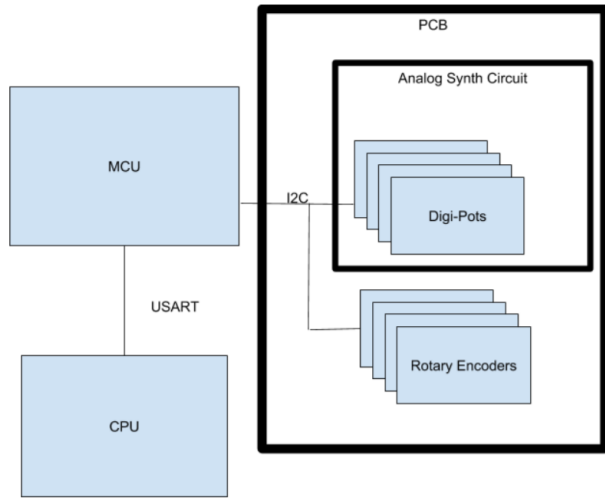 PCB
Analog Synth Circuit
MCU
I2C
Digi-Pots
USART
Rotary Encoders
CPU